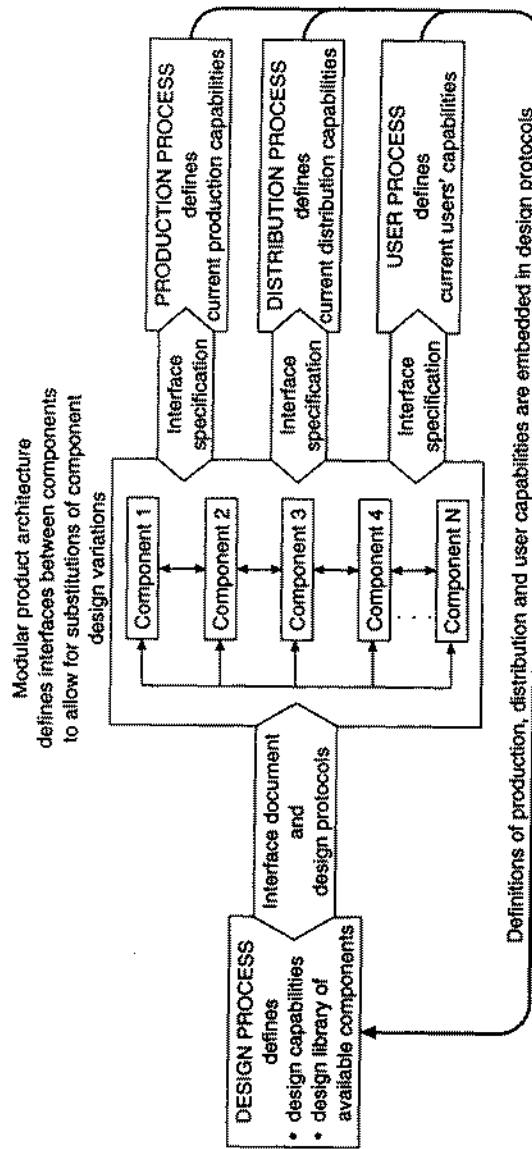 Modular product architecture
defines interfaces between components
to allow for substitutions of component
design variations
DESIGN PROCESS
defines
• design capabilities
• design library of
available components
Interface document
and
design protocols
Component 1
Component 2
Component 3
Component 4
. . . .
Component N
Interface
specification
PRODUCTION PROCESS
defines
current production capabilities
Interface
specification
DISTRIBUTION PROCESS
defines
current distribution capabilities
Interface
specification
USER PROCESS
defines
current users' capabilities
Definitions of production, distribution and user capabilities are embedded in design protocols